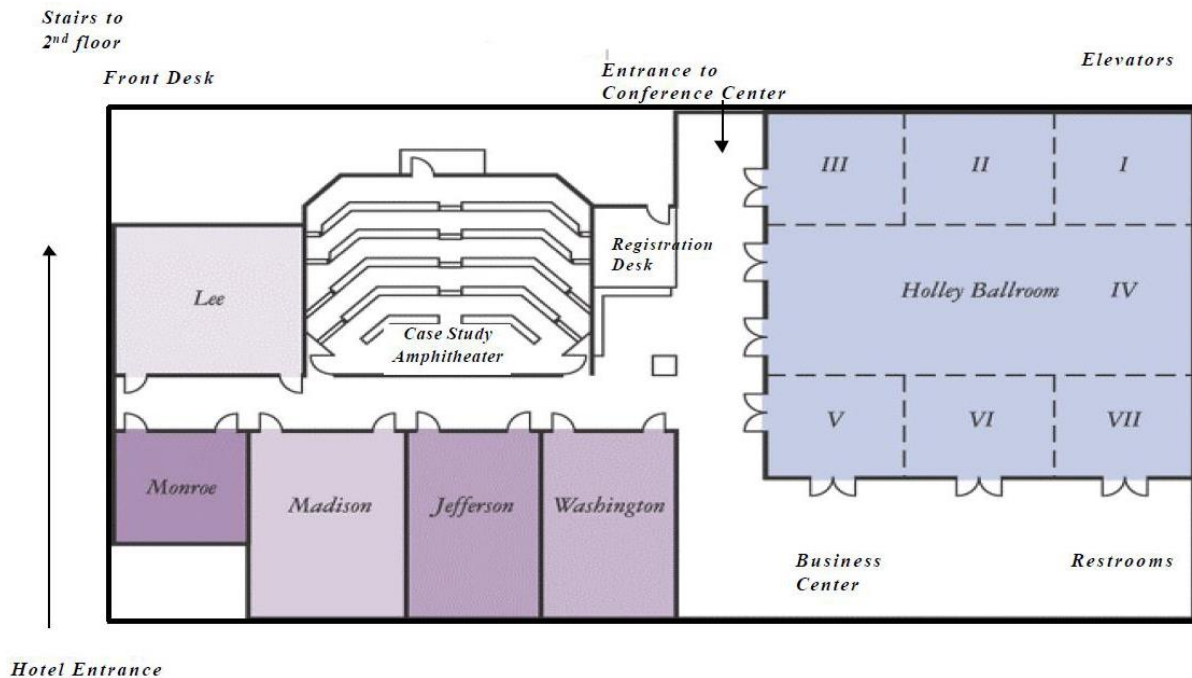 Stairs to
2nd floor
Front Desk
Entrance to
Conference Center
Elevators
III
II
I
Registration
Desk
Lee
Holley Ballroom
IV
Case Study
Amphitheater
V
VI
VII
Monroe
Madison
Jefferson
Washington
Business
Center
Restrooms
Hotel Entrance